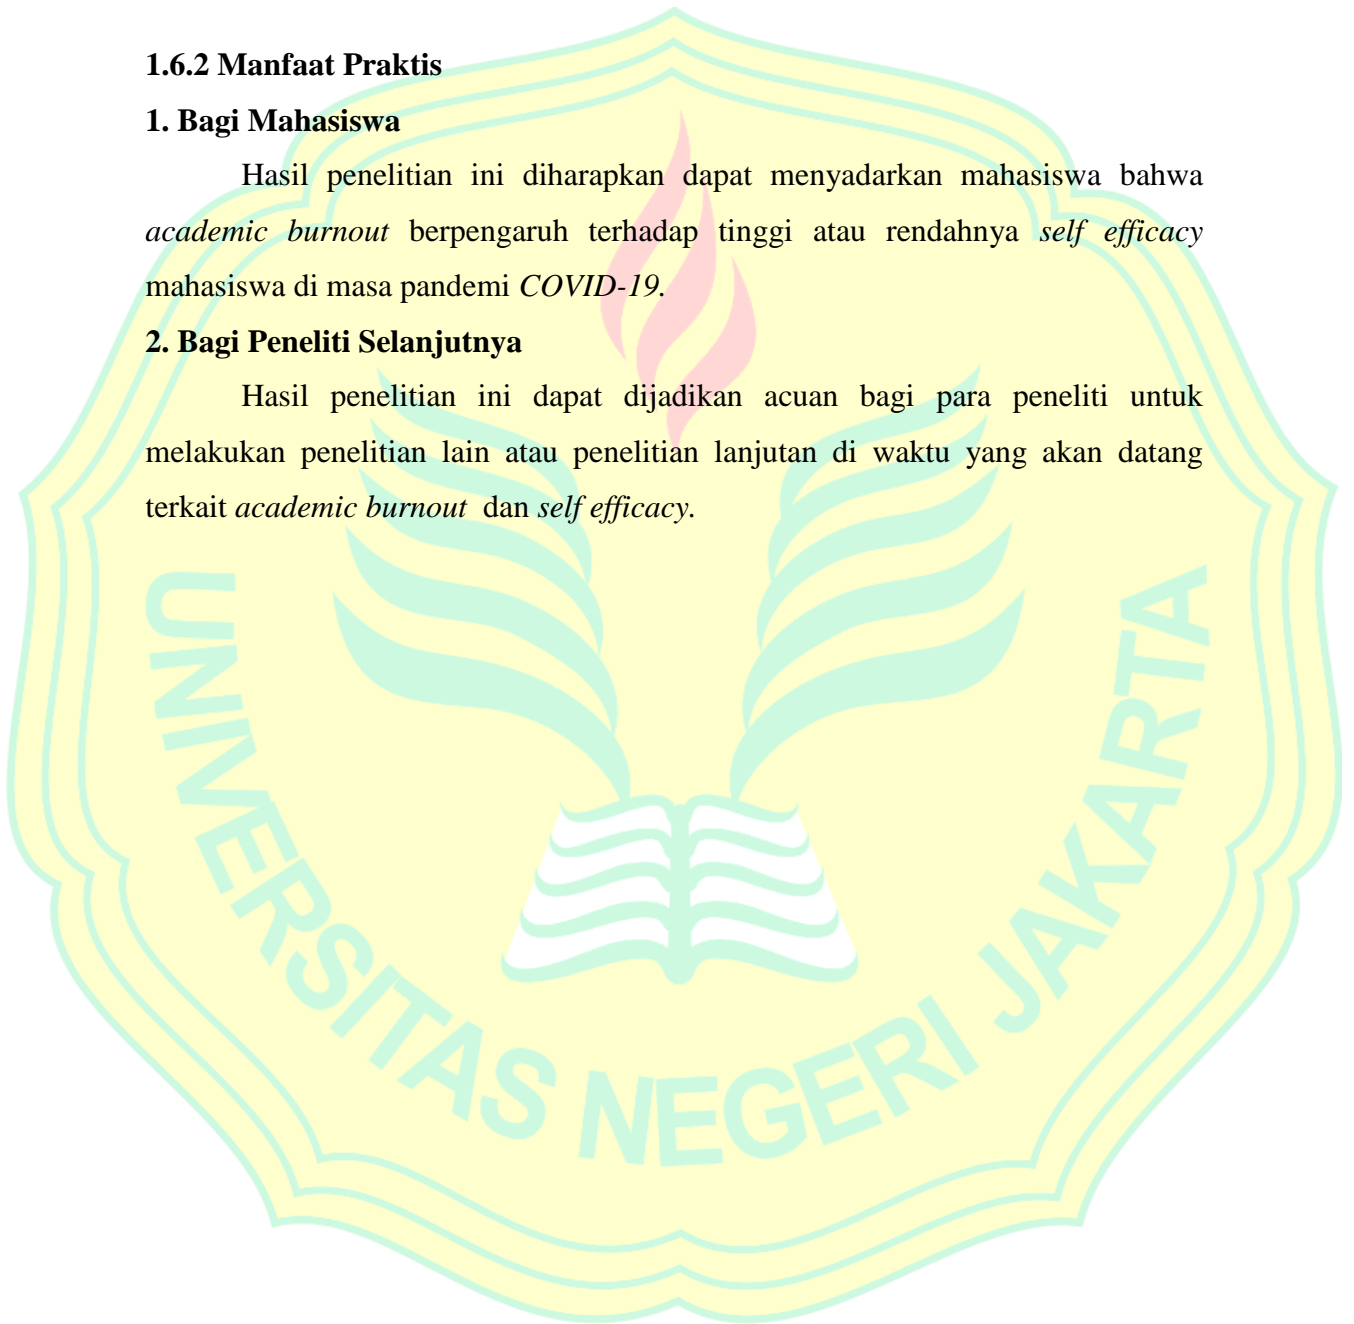 1.6.2 Manfaat Praktis
1. Bagi Mahasiswa
Hasil penelitian ini diharapkan dapat menyadarkan mahasiswa bahwa
academic burnout berpengaruh terhadap tinggi atau rendahnya self efficacy
mahasiswa di masa pandemi COVID-19.
2. Bagi Peneliti Selanjutnya
Hasil penelitian ini dapat dijadikan acuan bagi para peneliti untuk
melakukan penelitian lain atau penelitian lanjutan di waktu yang akan datang
terkait academic burnout dan self efficacy.
UNIVERSITAS NEGERI JAKARTA